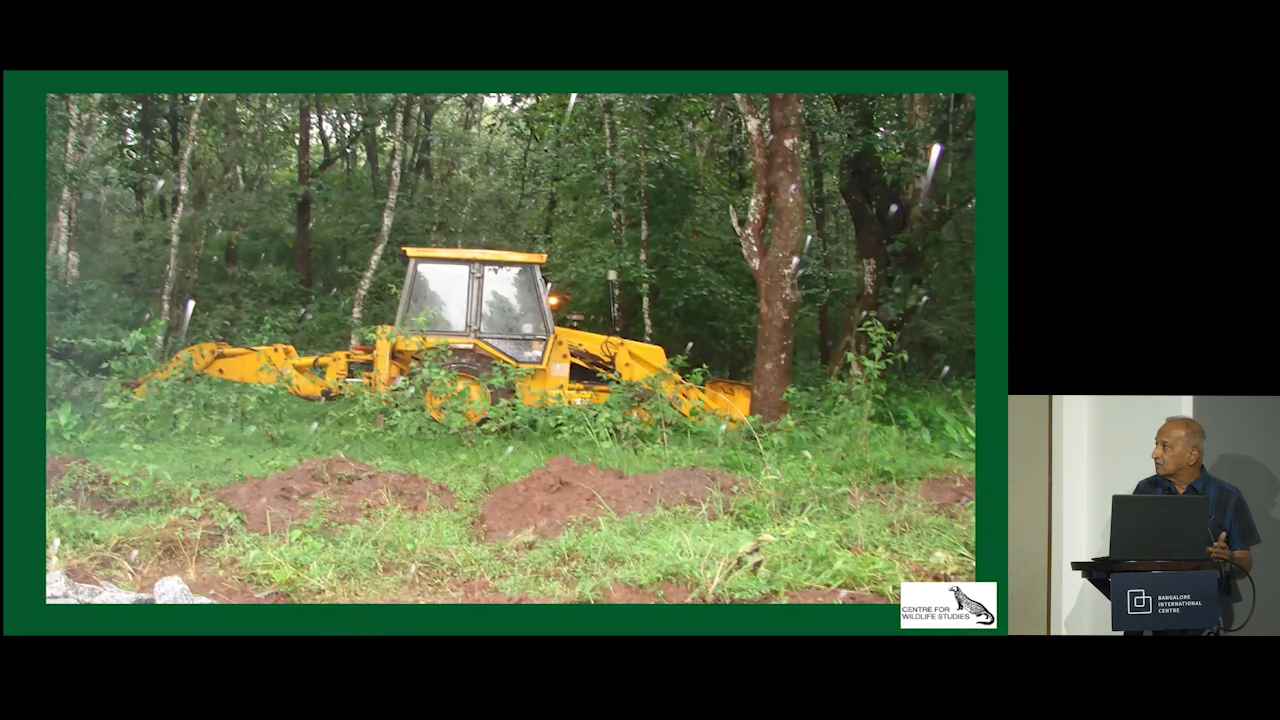 CENTRE FOR
WILDLIFE STUDIES
BANGALORE
INTERNATIONAL
CENTRE